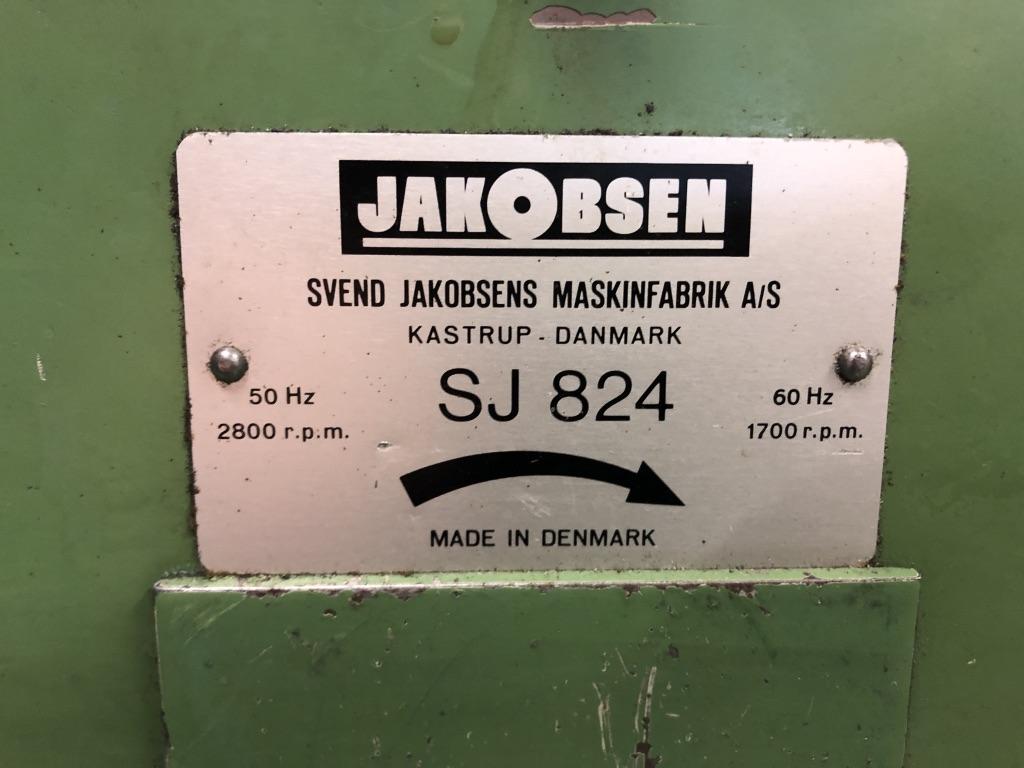 JAKOBSEN
SVEND JAKOBSENS MASKINFABRIK A/S
KASTRUP - DANMARK
SJ 824
50 Hz
2800 r.p.m.
60 Hz
1700 r.p.m.
MADE IN DENMARK